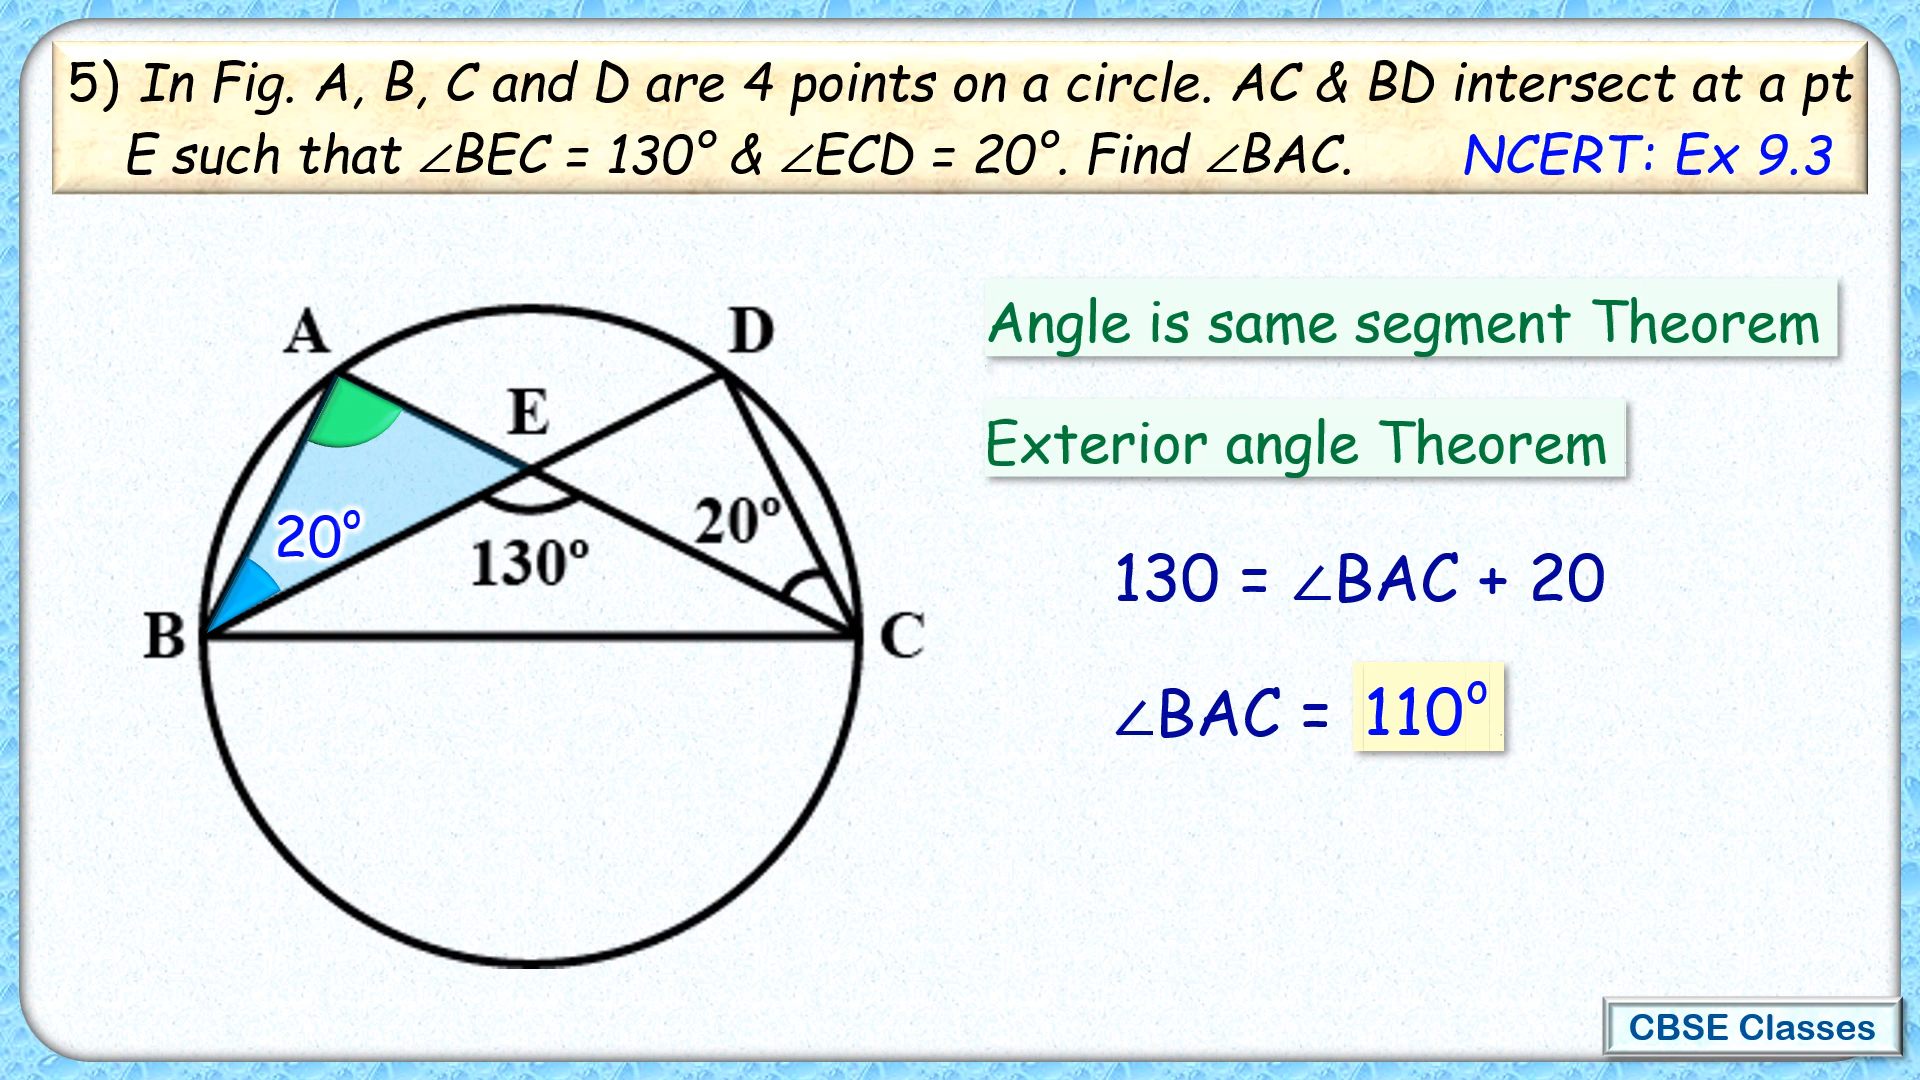 5) In Fig. A, B, C and D are 4 points on a circle. AC & BD intersect at a pt
E such that ∠BEC = 130° & ∠ECD = 20°. Find ∠BAC. NCERT: Ex 9.3
A
D
E
20°
130°
20°
B
C
Angle is same segment Theorem
Exterior angle Theorem
130 = ∠BAC + 20
∠BAC = 110°
CBSE Classes